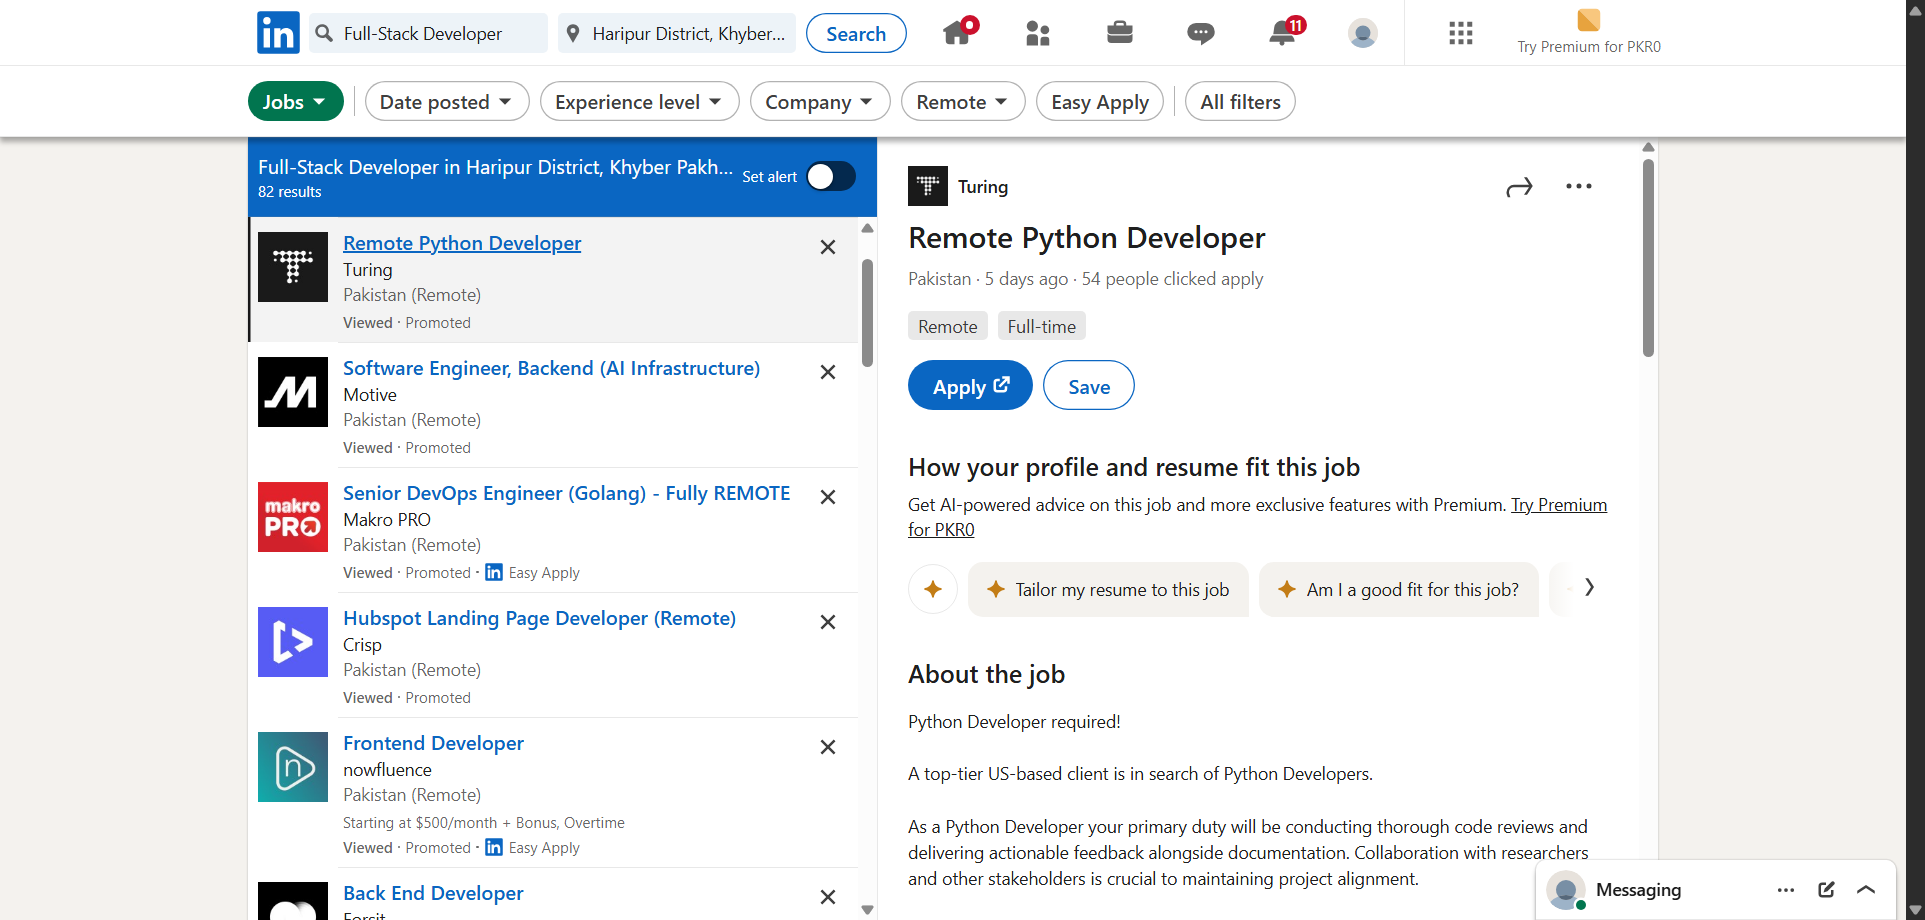 in
Full-Stack Developer
Haripur District, Khyber...
Search
11
Try Premium for PKR0
Jobs
Date posted
Experience level
Company
Remote
Easy Apply
All filters
Full-Stack Developer in Haripur District, Khyber Pakh...
82 results
Set alert
Remote Python Developer
Turing
Pakistan (Remote)
Viewed · Promoted
Software Engineer, Backend (AI Infrastructure)
Motive
Pakistan (Remote)
Viewed · Promoted
makro
PRO
Senior DevOps Engineer (Golang) - Fully REMOTE
Makro PRO
Pakistan (Remote)
Viewed · Promoted · in Easy Apply
Hubspot Landing Page Developer (Remote)
Crisp
Pakistan (Remote)
Viewed · Promoted
n
Frontend Developer
nowfluence
Pakistan (Remote)
Starting at $500/month + Bonus, Overtime
Viewed · Promoted · in Easy Apply
Back End Developer
Forsit
Turing
Remote Python Developer
Pakistan · 5 days ago · 54 people clicked apply
Remote
Full-time
Apply
Save
How your profile and resume fit this job
Get AI-powered advice on this job and more exclusive features with Premium. Try Premium
for PKR0
Tailor my resume to this job
Am I a good fit for this job?
About the job
Python Developer required!
A top-tier US-based client is in search of Python Developers.
As a Python Developer your primary duty will be conducting thorough code reviews and
delivering actionable feedback alongside documentation. Collaboration with researchers
and other stakeholders is crucial to maintaining project alignment.
Messaging